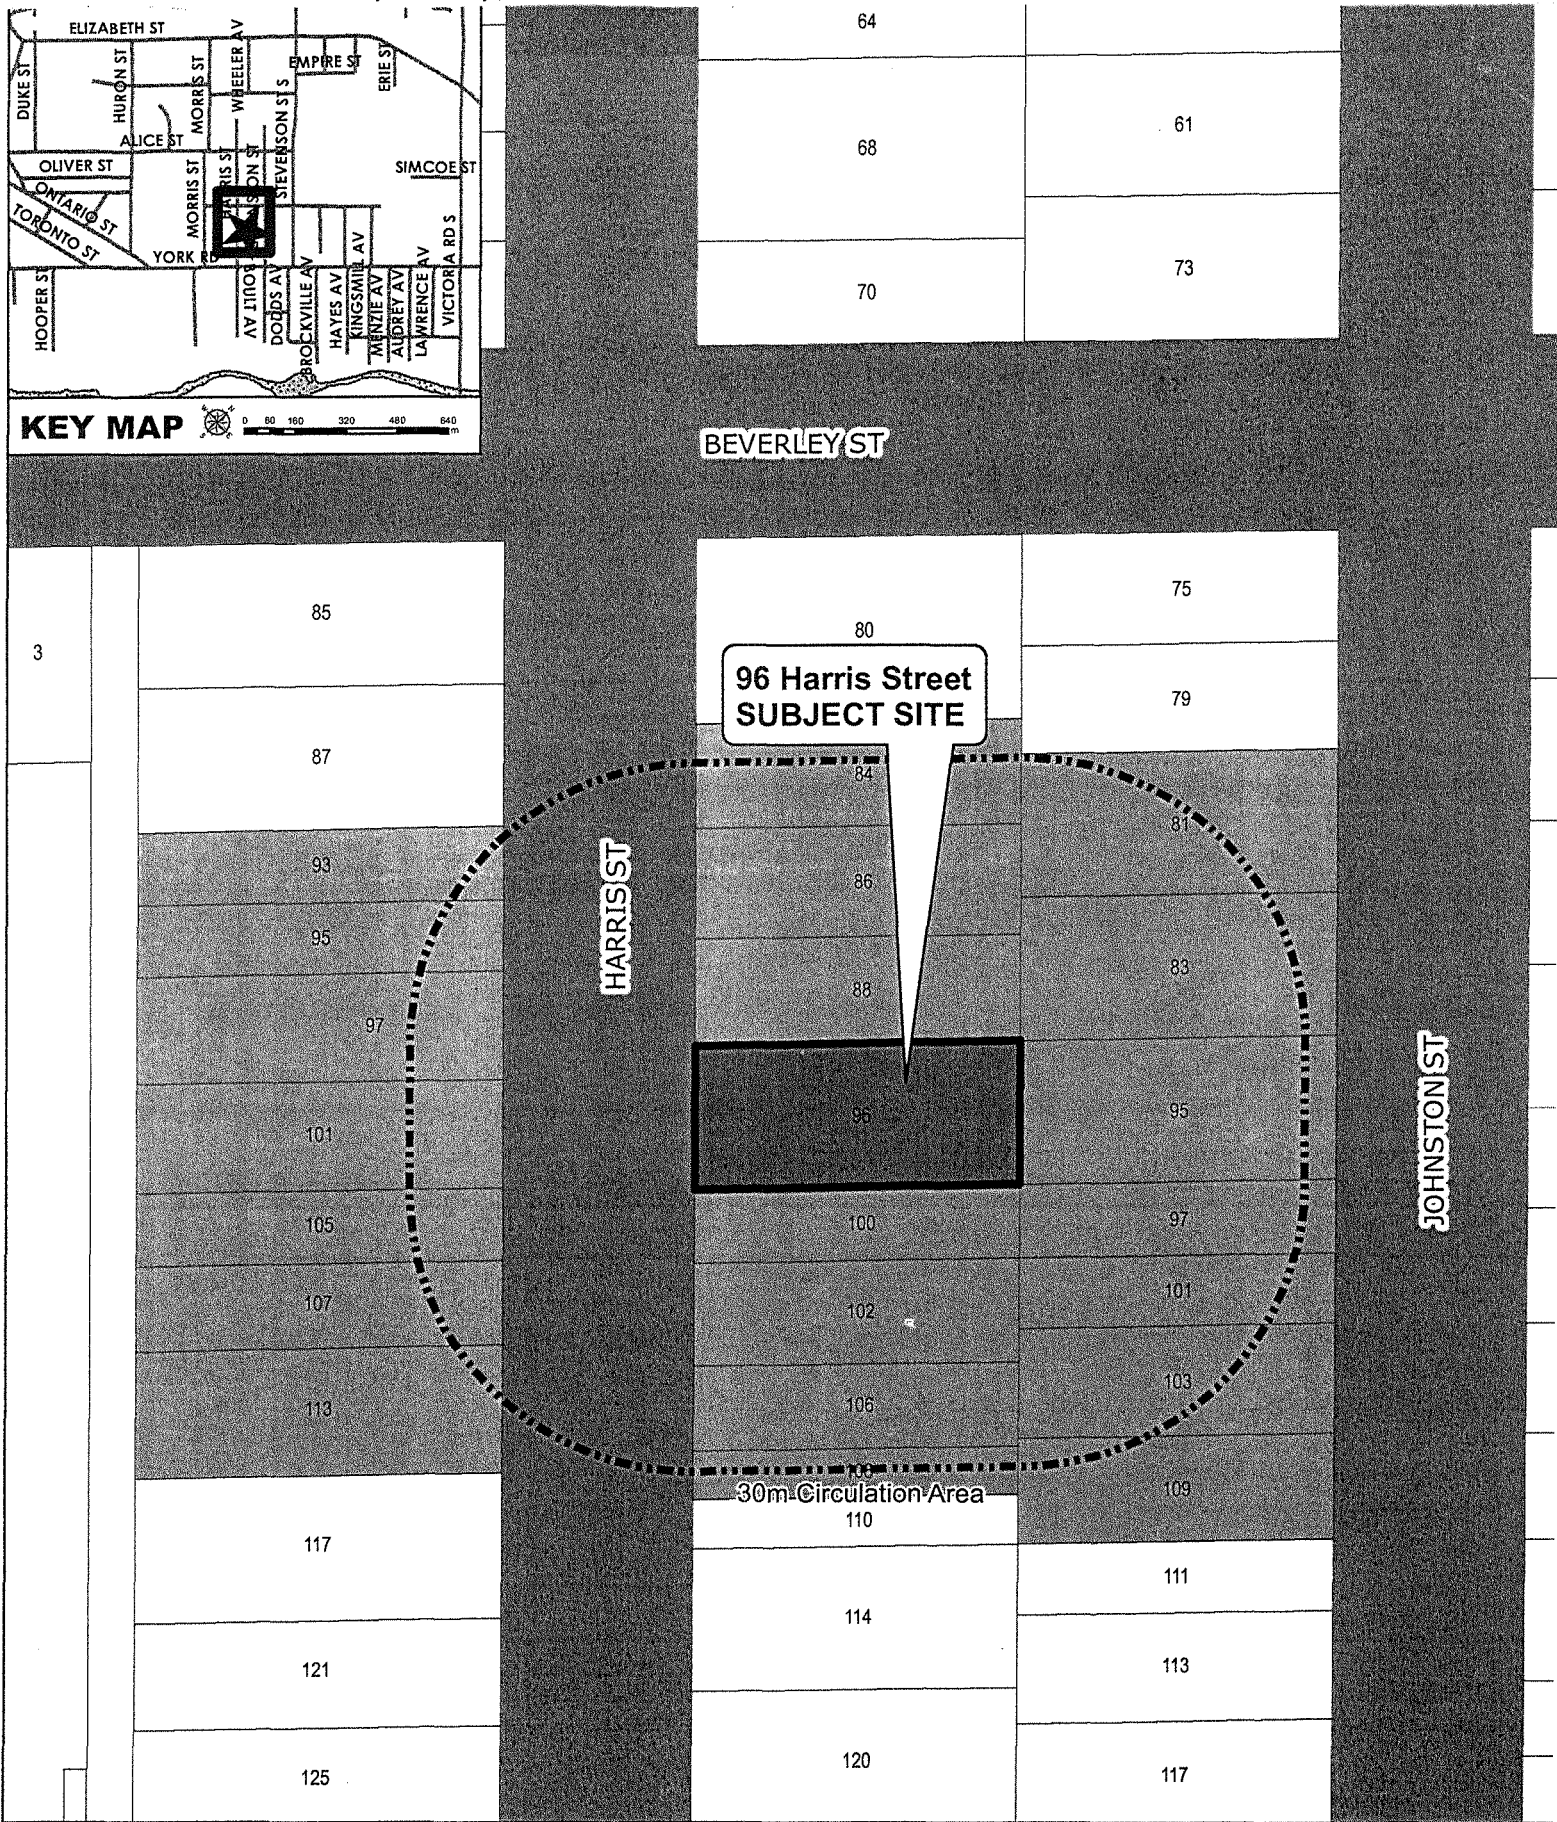 ELIZABETH ST
DUKE ST
HURON ST
MORRIS ST
WHEELER AV
EMPIRE ST
ERIE ST
ALICE ST
STEVENSON ST S
OLIVER ST
SIMCOE ST
ONTARIO ST
TORONTO ST
MORRIS ST
YORK RD
HOOPER ST
DODDS AV
BROCKVILLE AV
HAYES AV
KINGSMILL AV
MENZIE AV
AUDREY AV
LAWRENCE AV
VICTORIA RD S
KEY MAP
0 80 160 320 480 640
m
64
68
61
70
73
BEVERLEY ST
3
85
87
80
75
79
96 Harris Street
SUBJECT SITE
84
81
93
86
95
83
88
97
HARRIS ST
101
96
95
JOHNSTON ST
105
100
97
107
102
101
113
106
103
108
109
30m Circulation Area
110
117
111
114
121
113
125
120
117